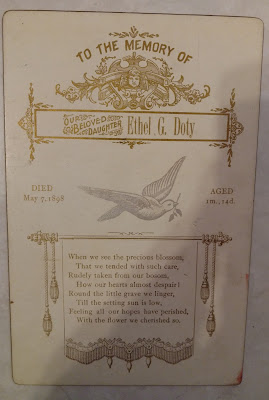 TO THE MEMORY OF
OUR
BELOVED
DAUGHTER
Ethel G. Doty
DIED
May 7, 1898
AGED
1m., 14d.
When we see the precious blossom,
That we tended with such care,
Rudely taken from our bosom,
How our hearts almost despair!
Round the little grave we linger,
Till the setting sun is low,
Feeling all our hopes have perished,
With the flower we cherished so.